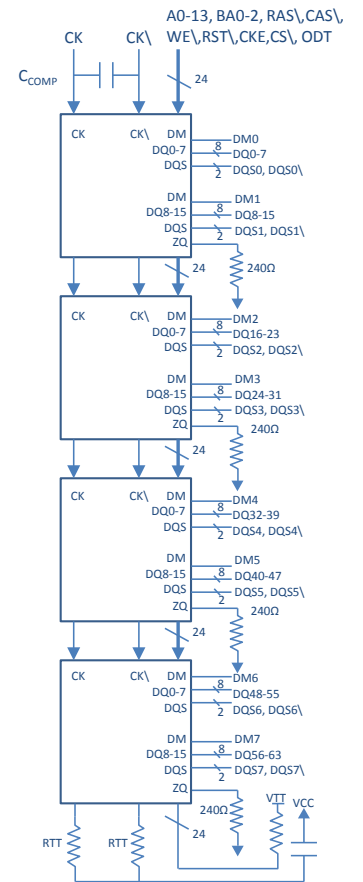 A0-13, BA0-2, RAS\,CAS\,
CK CK\ WE\,RST\,CKE,CS\, ODT
CCOMP 24
CK CK\ DM DM0
DQ0-7 8 DQ0-7
DQS 2 DQS0, DQS0\
DM DM1
DQ8-15 8 DQ8-15
DQS 2 DQS1, DQS1\
ZQ
24 240Ω
CK CK\ DM DM2
DQ0-7 8 DQ16-23
DQS 2 DQS2, DQS2\
DM DM3
DQ8-15 8 DQ24-31
DQS 2 DQS3, DQS3\
ZQ 240Ω
24
CK CK\ DM DM4
DQ0-7 8 DQ32-39
DQS 2 DQS4, DQS4\
DM DM5
DQ8-15 8 DQ40-47
DQS 2 DQS5, DQS5\
ZQ 240Ω
24
CK CK\ DM DM6
DQ0-7 8 DQ48-55
DQS 2 DQS6, DQS6\
DM DM7
DQ8-15 8 DQ56-63
DQS 2 DQS7, DQS7\
ZQ
240Ω VTT VCC
24
RTT RTT